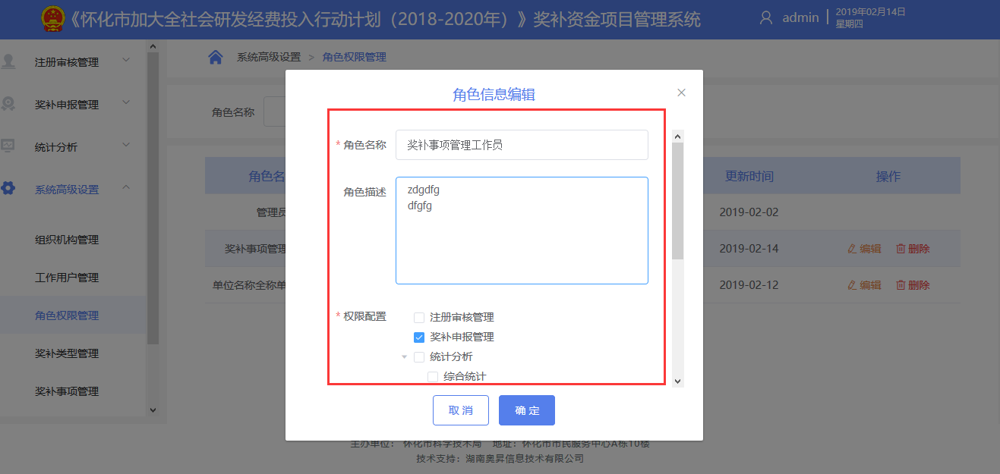 《怀化市加大全社会研发经费投入行动计划（2018-2020年）》奖补资金项目管理系统
admin
2019年02月14日
星期四
注册审核管理
奖补申报管理
统计分析
系统高级设置
组织机构管理
工作用户管理
角色权限管理
奖补类型管理
奖补事项管理
系统高级设置 > 角色权限管理
角色名称
角色名
更新时间
操作
管理员
2019-02-02
奖补事项管理
2019-02-14
编辑
删除
单位名称全称单
2019-02-12
编辑
删除
角色信息编辑
* 角色名称
奖补事项管理工作员
角色描述
zdgdfg
dfgfg
* 权限配置
注册审核管理
奖补申报管理
统计分析
综合统计
取 消
确 定
主办单位： 怀化市科学技术局 地址：怀化市市民服务中心A栋10楼
技术支持：湖南奥昇信息技术有限公司